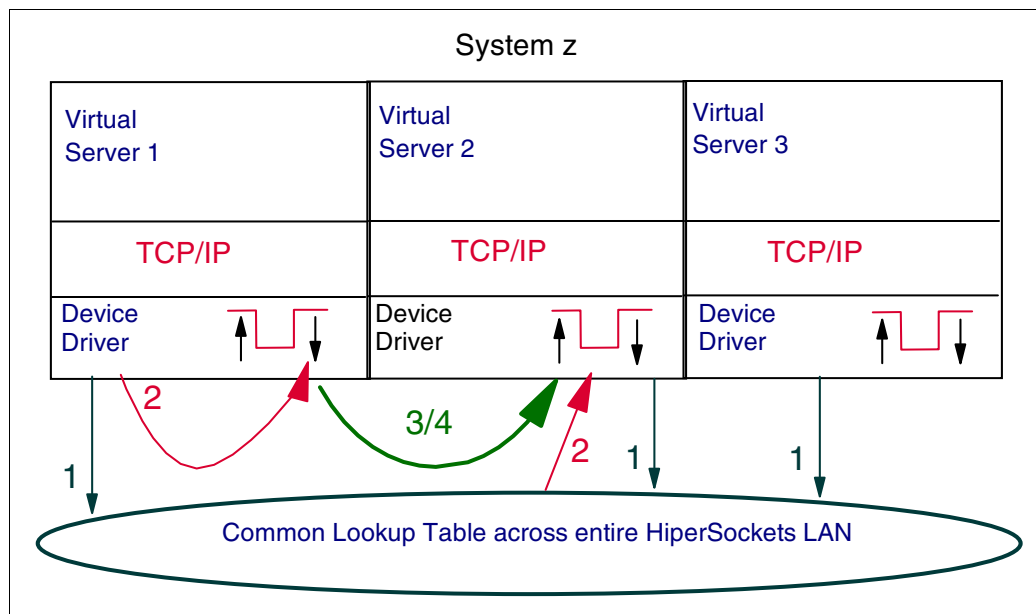 System z
Virtual
Server 1
Virtual
Server 2
Virtual
Server 3
TCP/IP
TCP/IP
TCP/IP
Device
Driver
Device
Driver
Device
Driver
2
3/4
2
1
1
1
Common Lookup Table across entire HiperSockets LAN